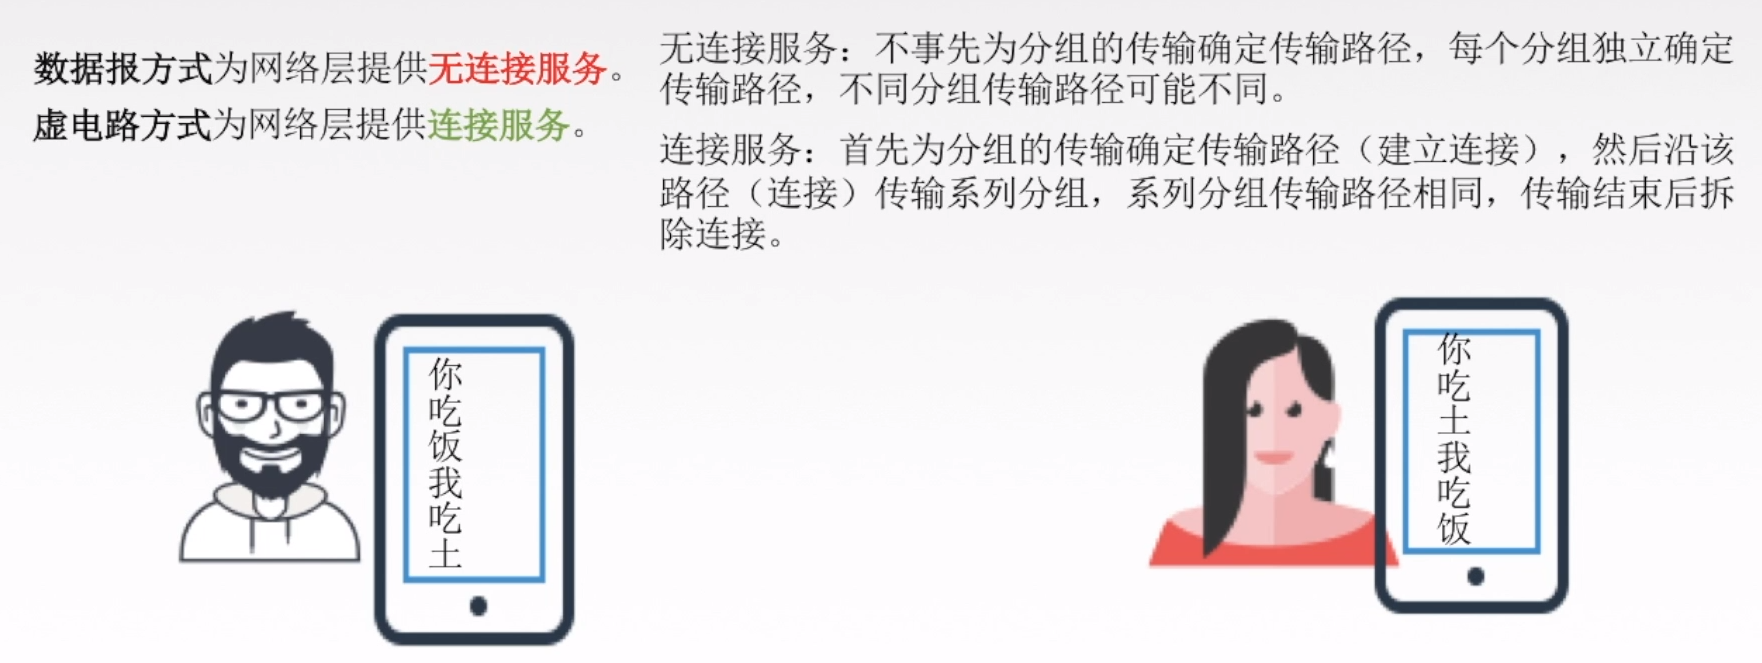 数据报方式为网络层提供无连接服务。
虚电路方式为网络层提供连接服务。
无连接服务：不事先为分组的传输确定传输路径，每个分组独立确定
传输路径，不同分组传输路径可能不同。
连接服务：首先为分组的传输确定传输路径（建立连接），然后沿该
路径（连接）传输系列分组，系列分组传输路径相同，传输结束后拆
除连接。
你吃饭我吃土
你吃土我吃饭